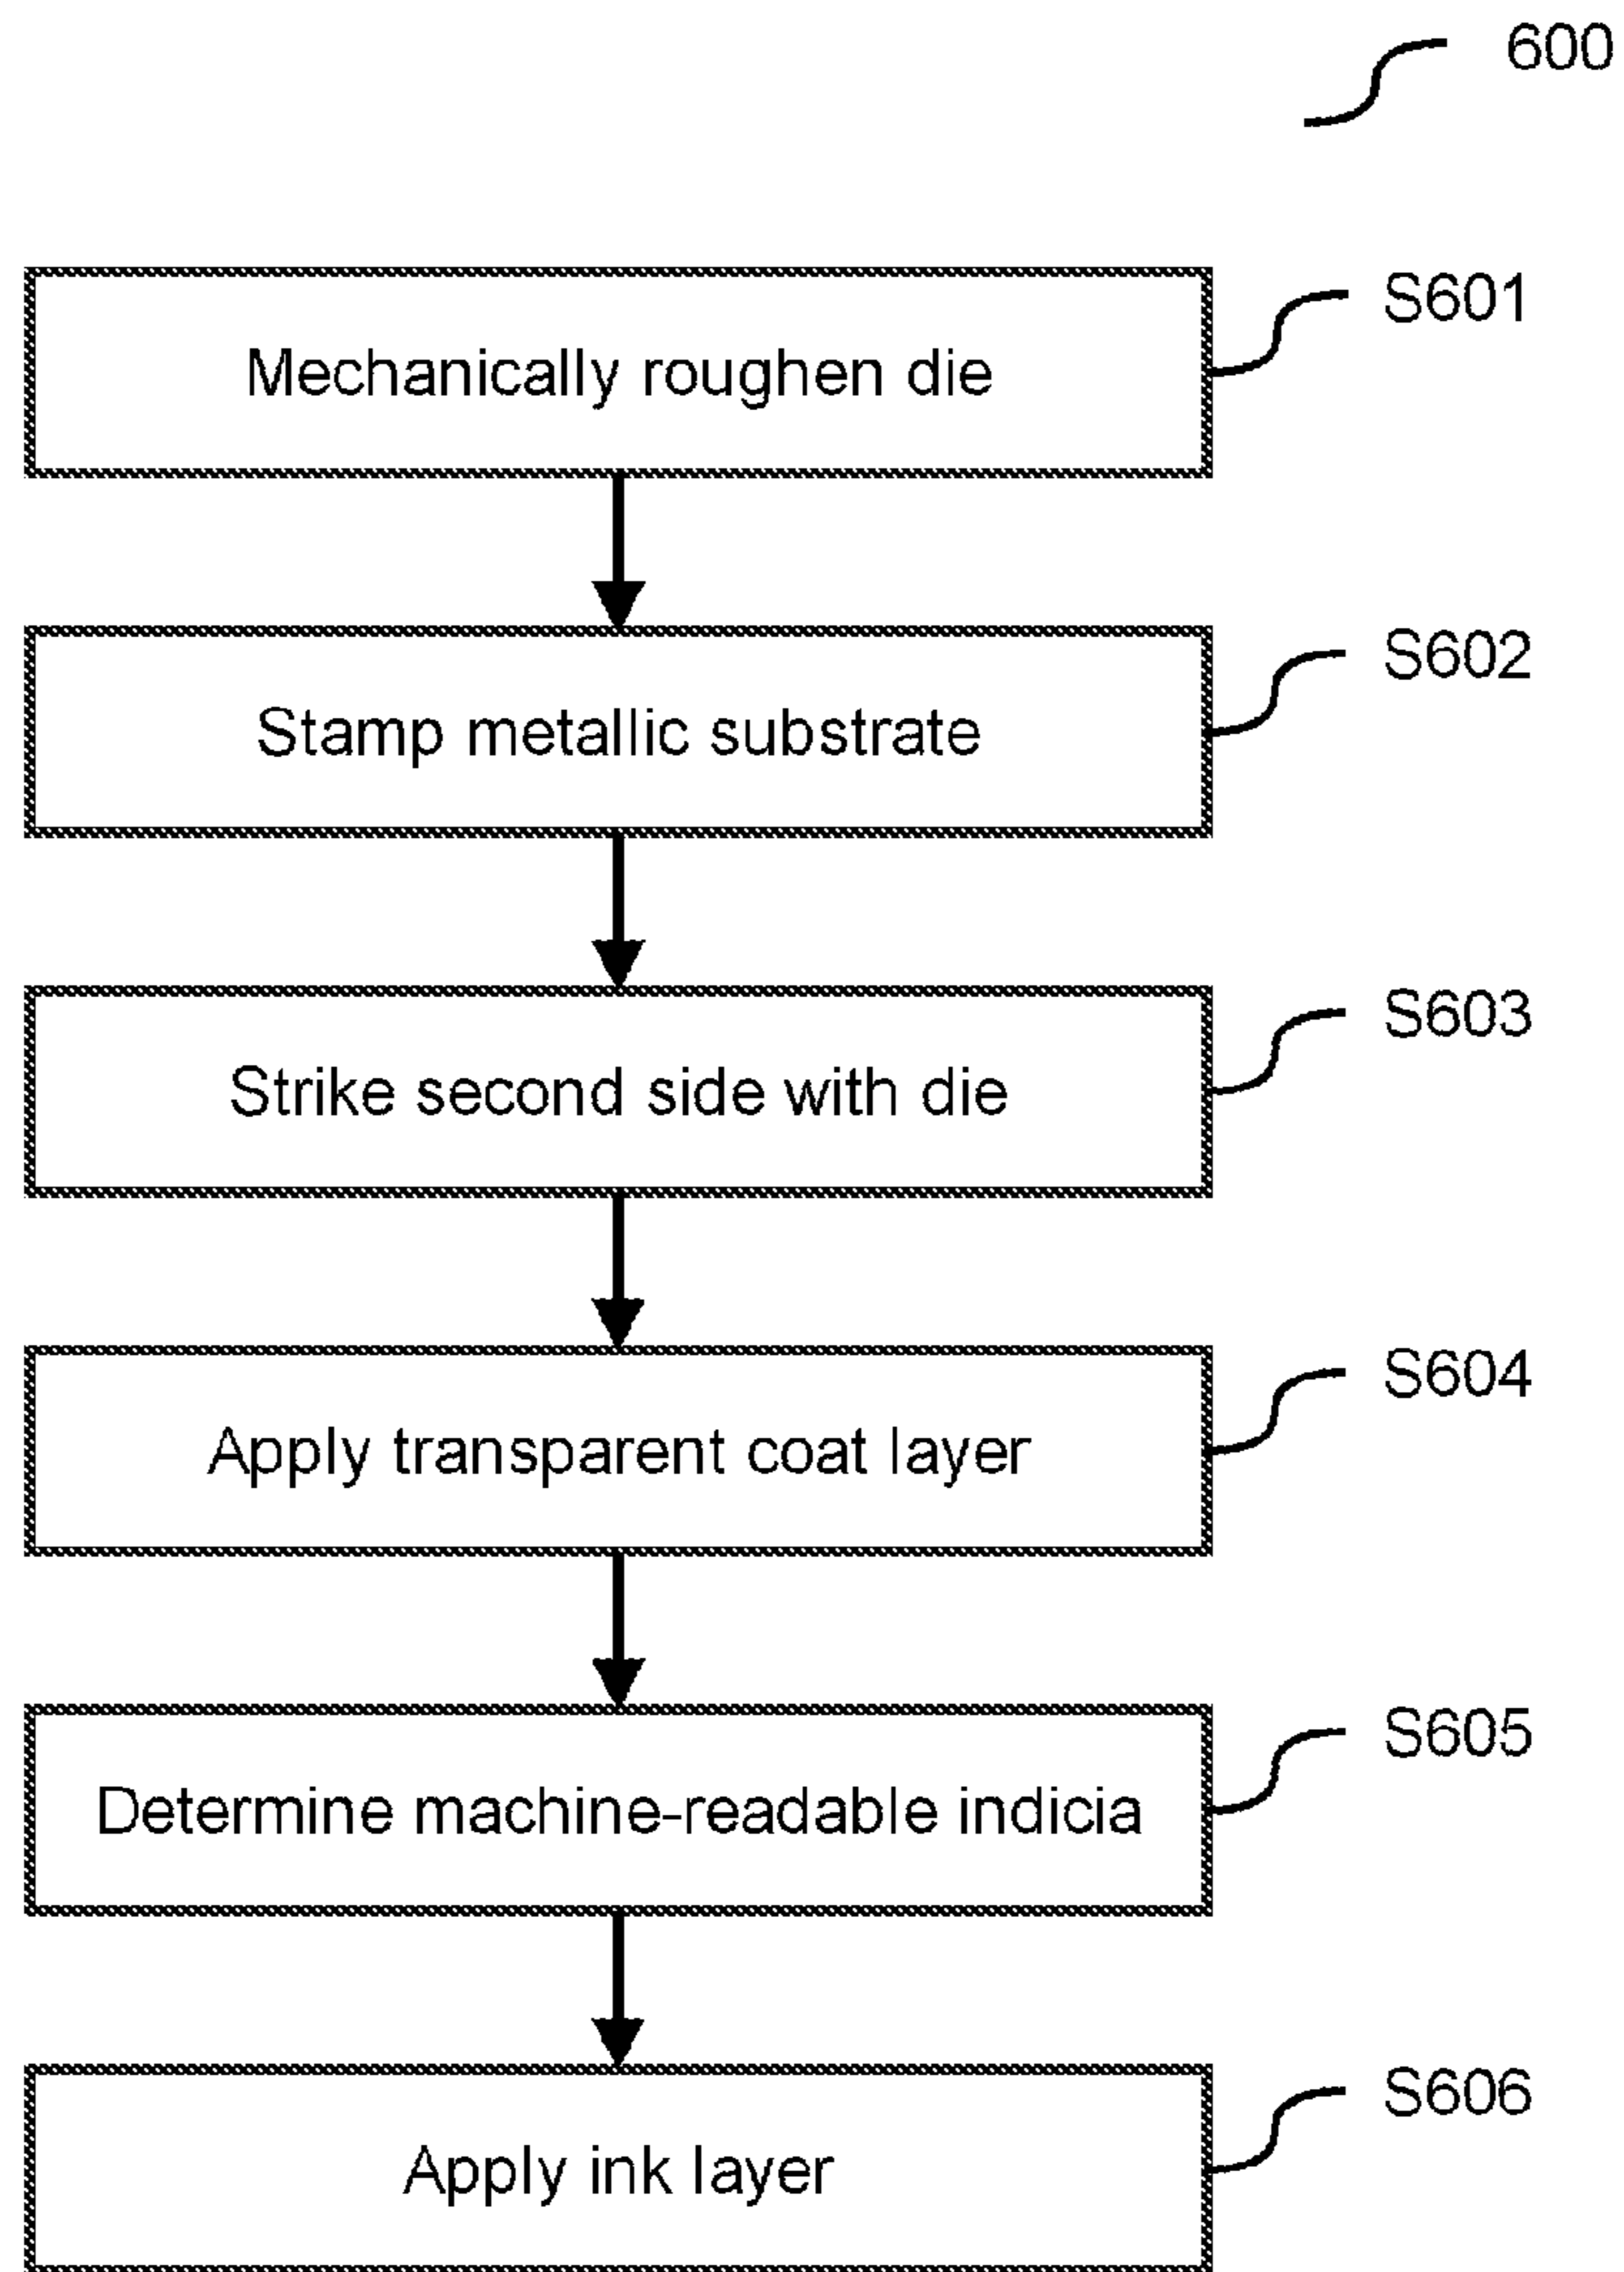 600
S601
Mechanically roughen die
S602
Stamp metallic substrate
S603
Strike second side with die
S604
Apply transparent coat layer
S605
Determine machine-readable indicia
S606
Apply ink layer